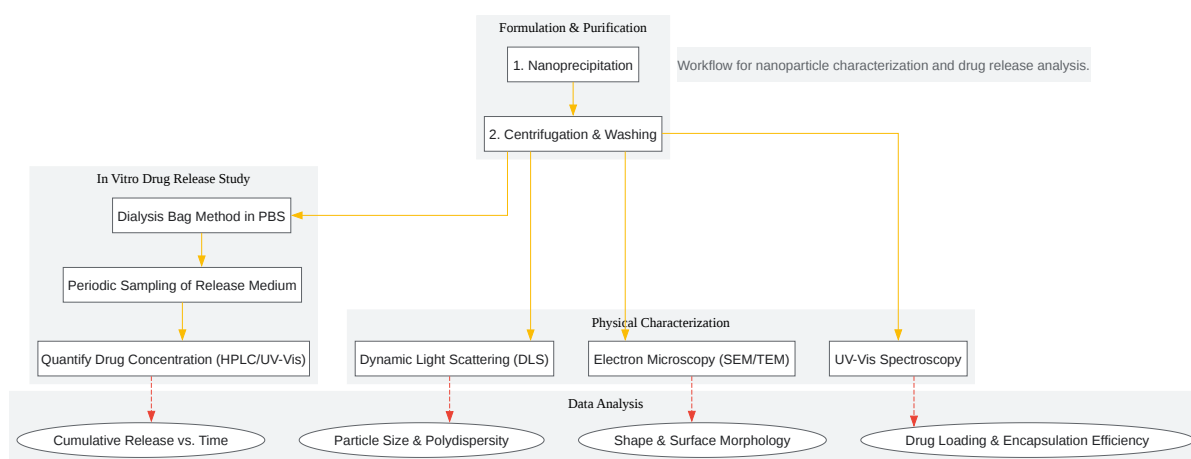 Formulation & Purification
1. Nanoprecipitation
Workflow for nanoparticle characterization and drug release analysis.
2. Centrifugation & Washing
In Vitro Drug Release Study
Dialysis Bag Method in PBS
Periodic Sampling of Release Medium
Physical Characterization
Quantify Drug Concentration (HPLC/UV-Vis)
Dynamic Light Scattering (DLS)
Electron Microscopy (SEM/TEM)
UV-Vis Spectroscopy
Data Analysis
Cumulative Release vs. Time
Particle Size & Polydispersity
Shape & Surface Morphology
Drug Loading & Encapsulation Efficiency